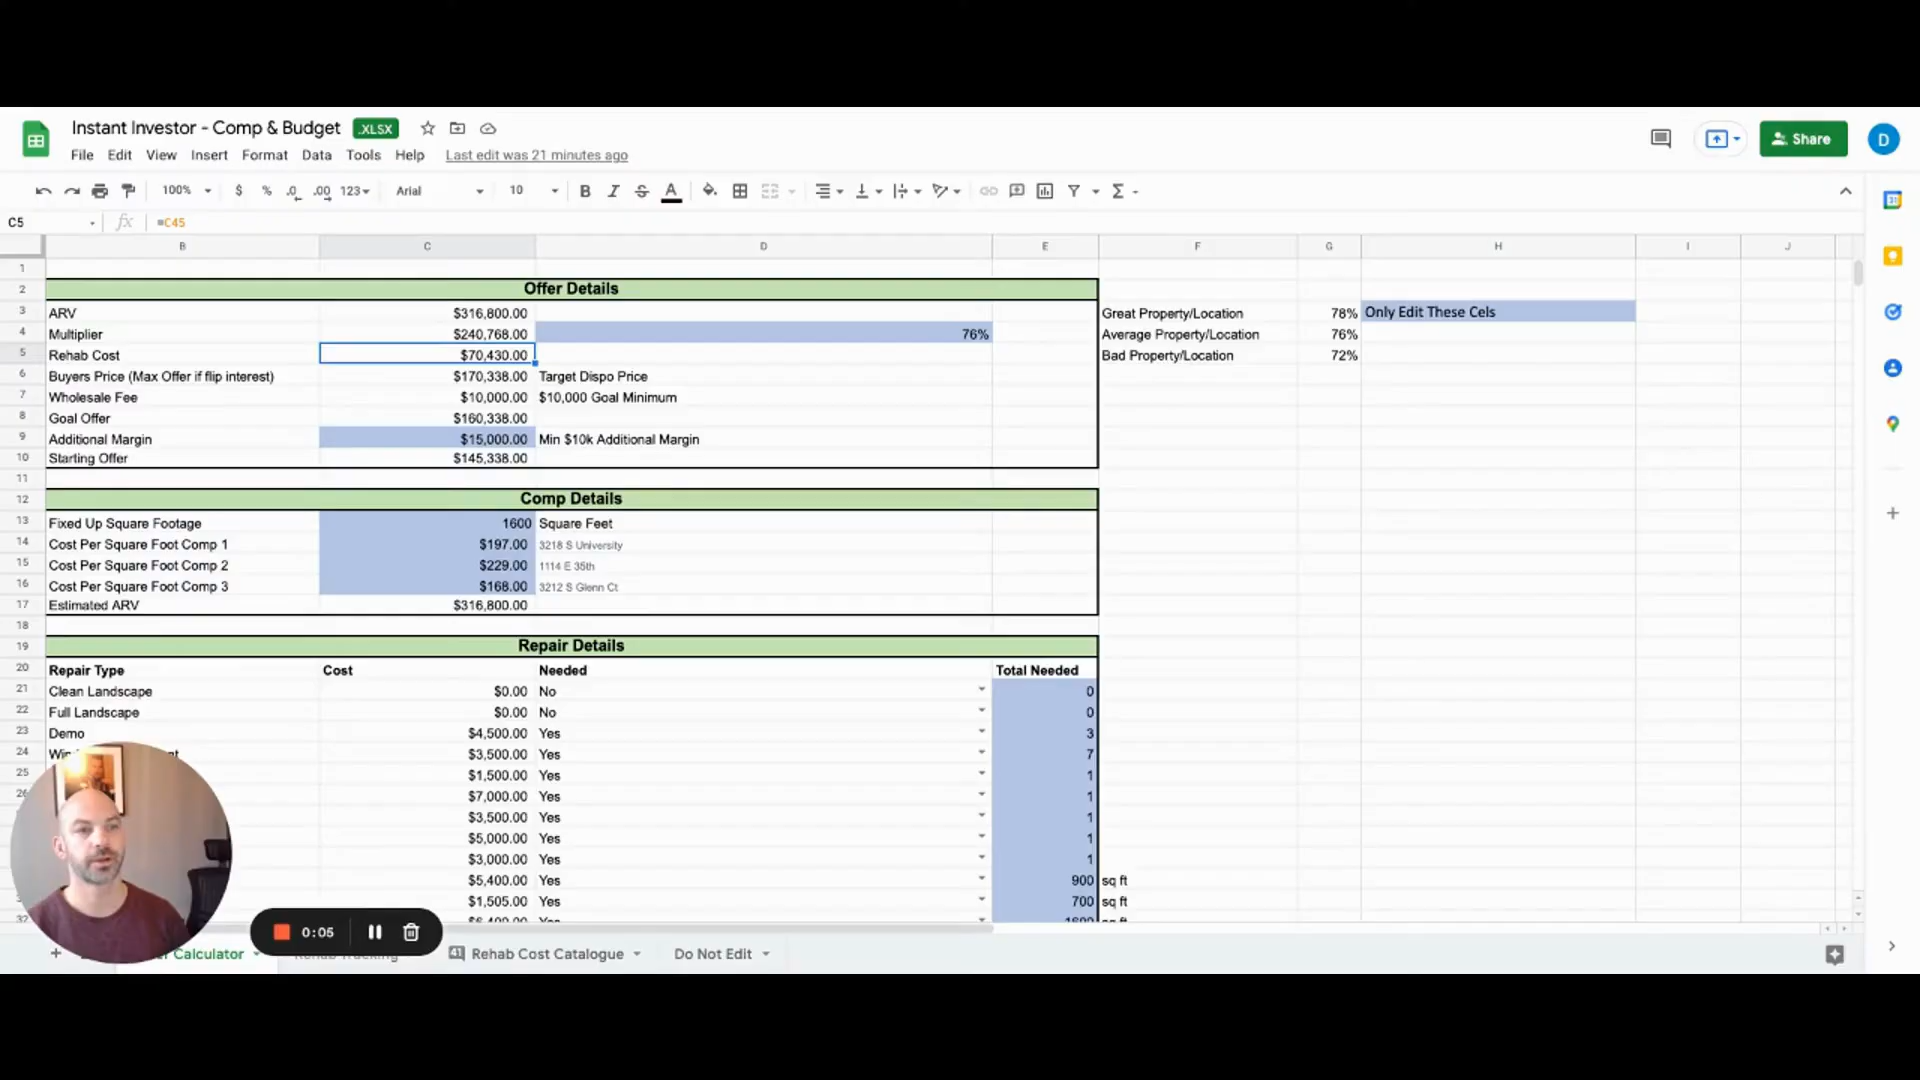 Instant Investor - Comp & Budget .XLSX
Share
D
File Edit View Insert Format Data Tools Help Last edit was 21 minutes ago
100% $ % .0 .00 123 Arial 10 B I S A Σ
C5 fx =C45
31
B C D E F G H I J
1
2 Offer Details
3 ARV $316,800.00 Great Property/Location 78% Only Edit These Cels
4 Multiplier $240,768.00 76% Average Property/Location 76%
5 Rehab Cost $70,430.00 Bad Property/Location 72%
6 Buyers Price (Max Offer if flip interest) $170,338.00 Target Dispo Price
7 Wholesale Fee $10,000.00 $10,000 Goal Minimum
8 Goal Offer $160,338.00
9 Additional Margin $15,000.00 Min $10k Additional Margin
10 Starting Offer $145,338.00
11
12 Comp Details
13 Fixed Up Square Footage 1600 Square Feet
14 Cost Per Square Foot Comp 1 $197.00 3218 S University
15 Cost Per Square Foot Comp 2 $229.00 1114 E 35th
16 Cost Per Square Foot Comp 3 $168.00 3212 S Glenn Ct
17 Estimated ARV $316,800.00
18
19 Repair Details
20 Repair Type Cost Needed Total Needed
21 Clean Landscape $0.00 No 0
22 Full Landscape $0.00 No 0
23 Demo $4,500.00 Yes 3
24 $3,500.00 Yes 7
25 $1,500.00 Yes 1
26 $7,000.00 Yes 1
$3,500.00 Yes 1
$5,000.00 Yes 1
$3,000.00 Yes 1
$5,400.00 Yes 900 sq ft
$1,505.00 Yes 700 sq ft
32 Yes 1600 sq ft
0:05
Calculator Rehab Tracking Rehab Cost Catalogue Do Not Edit